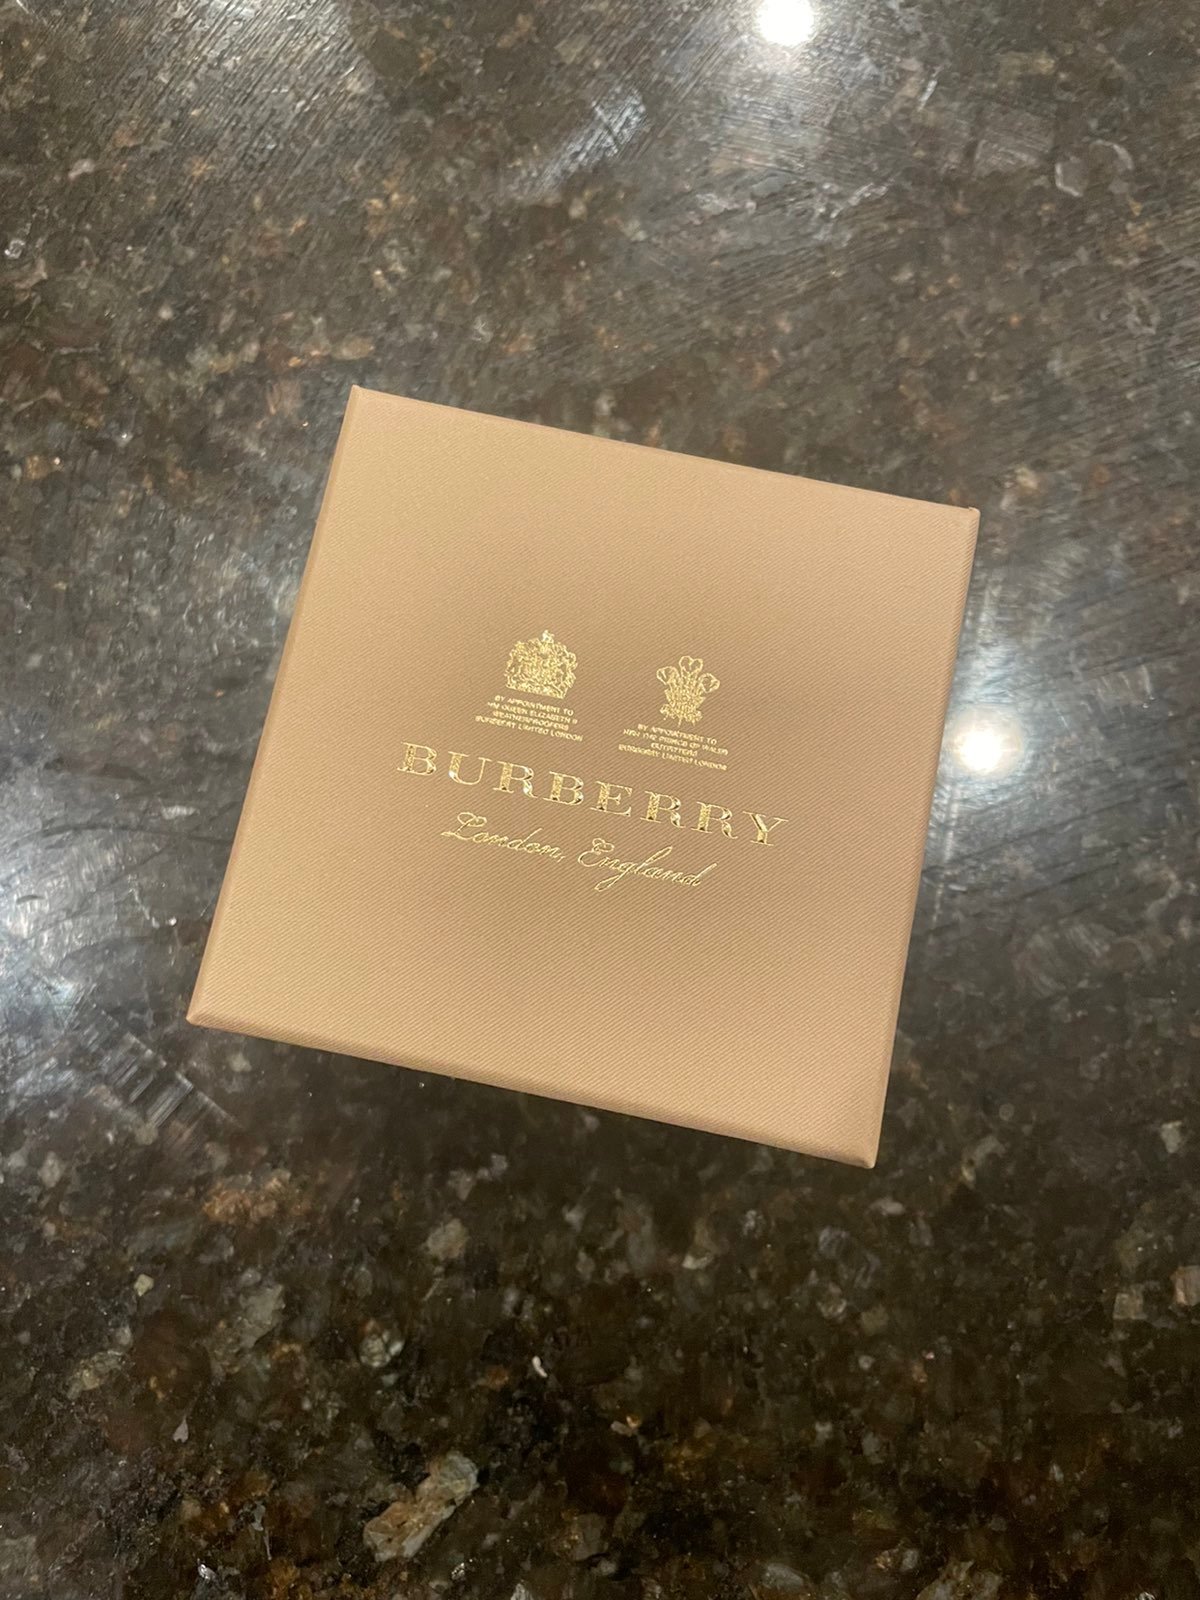 BY APPOINTMENT TO
HM QUEEN ELIZABETH II
WEATHERPROOFERS
BURBERRY LIMITED LONDON
BY APPOINTMENT TO
HRH THE PRINCE OF WALES
OUTFITTERS
BURBERRY LIMITED LONDON
BURBERRY
London, England